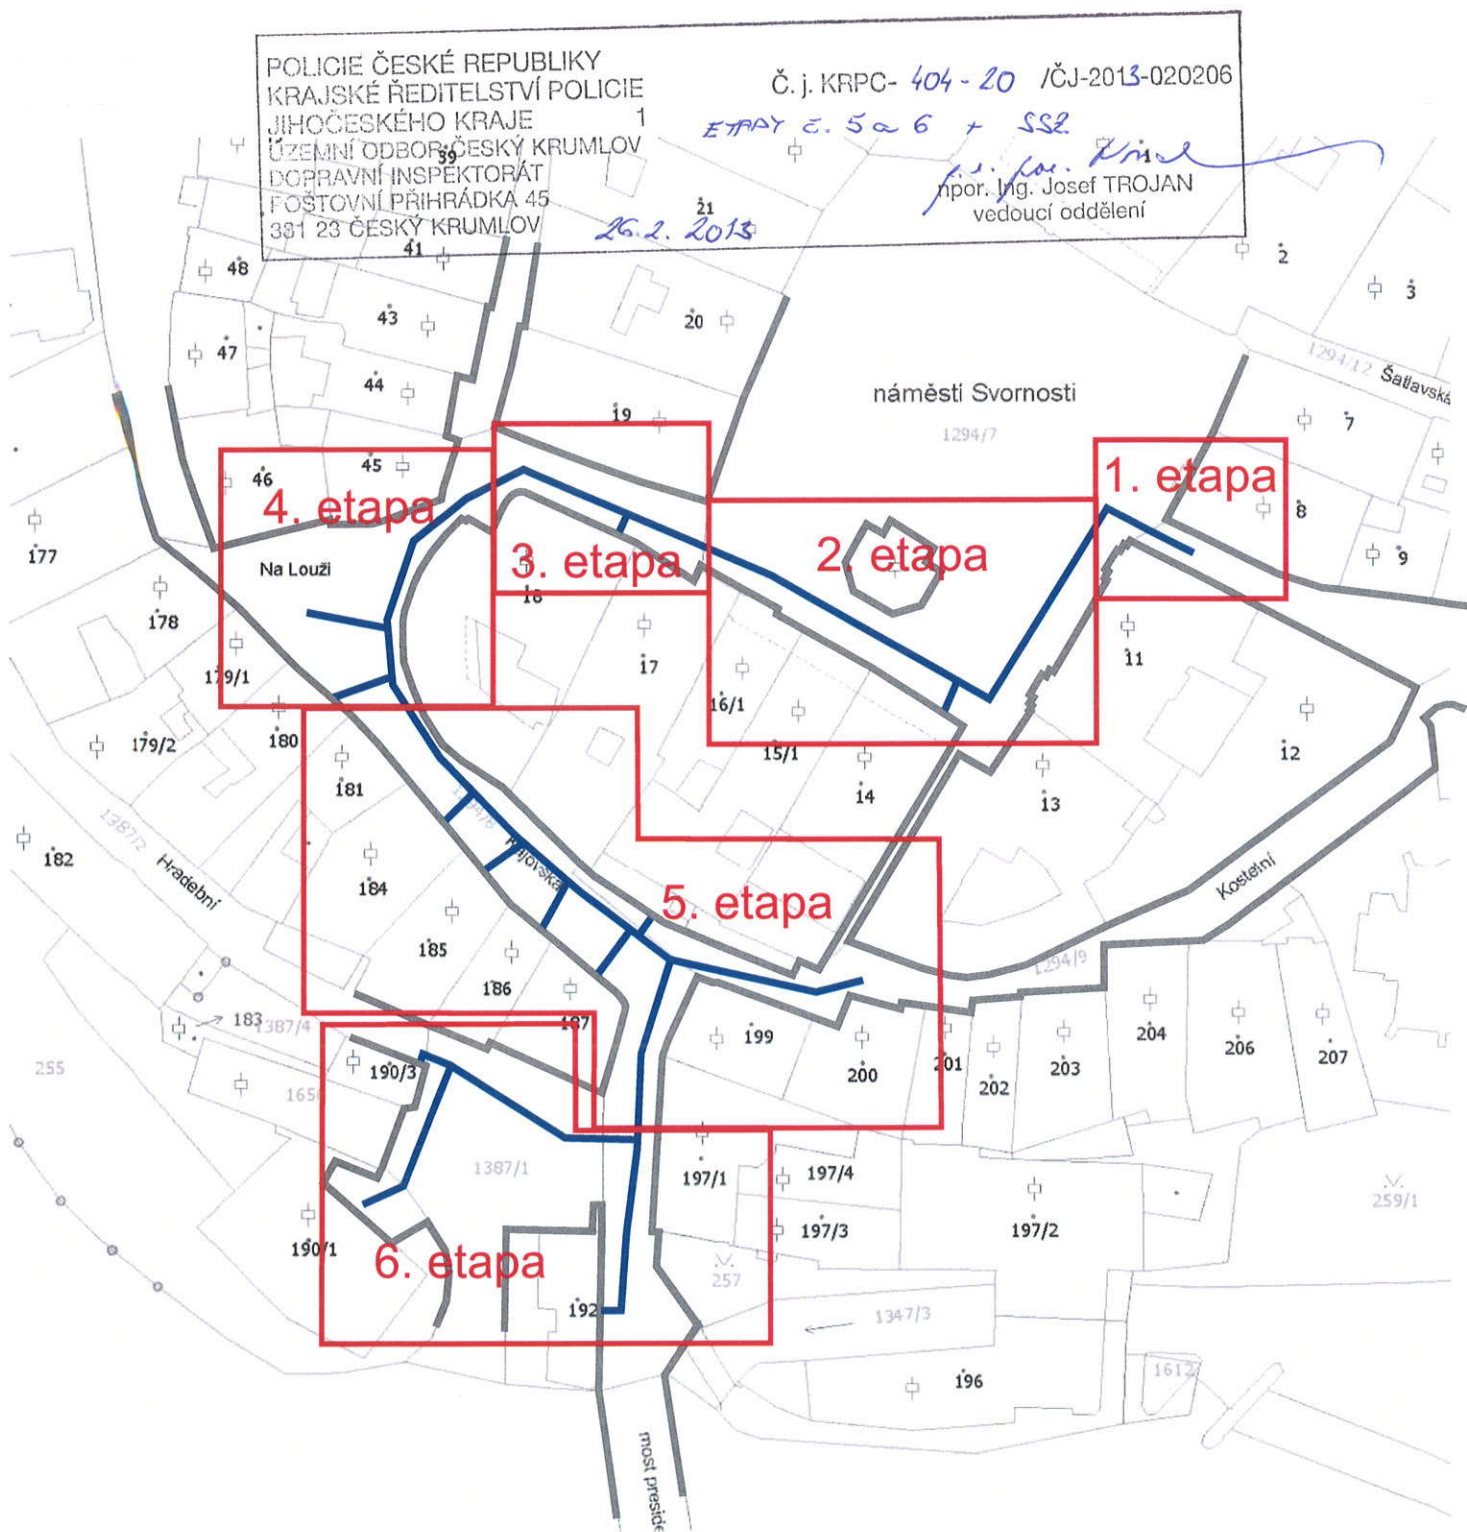 POLICIE ČESKÉ REPUBLIKY
KRAJSKÉ ŘEDITELSTVÍ POLICIE
JIHOČESKÉHO KRAJE 1
ÚZEMNÍ ODBOR ČESKÝ KRUMLOV
DOPRAVNÍ INSPEKTORÁT
POŠTOVNÍ PŘIHRÁDKA 45
381 23 ČESKÝ KRUMLOV
26.2. 2013
Č. j. KRPC- 404-20 /ČJ-2013-020206
ETAPY č. 5 a 6 + SSZ
npor. Ing. Josef TROJAN
vedoucí oddělení
39
21
41
2
3
48
43
20
47
44
19
náměstí Svornosti
1294/7
1294/12
Šatlavská
7
1. etapa
46
45
4. etapa
8
2. etapa
3. etapa
9
177
Na Louži
18
178
11
17
179/1
16/1
179/2
180
15/1
12
181
14
13
1387/2
182
Hradební
184
5. etapa
Kostelní
185
1294/9
186
183
1387/4
187
199
200
201
202
203
204
206
207
255
190/3
1387/1
197/1
197/4
259/1
190/1
197/3
197/2
6. etapa
257
192
1347/3
196
1612